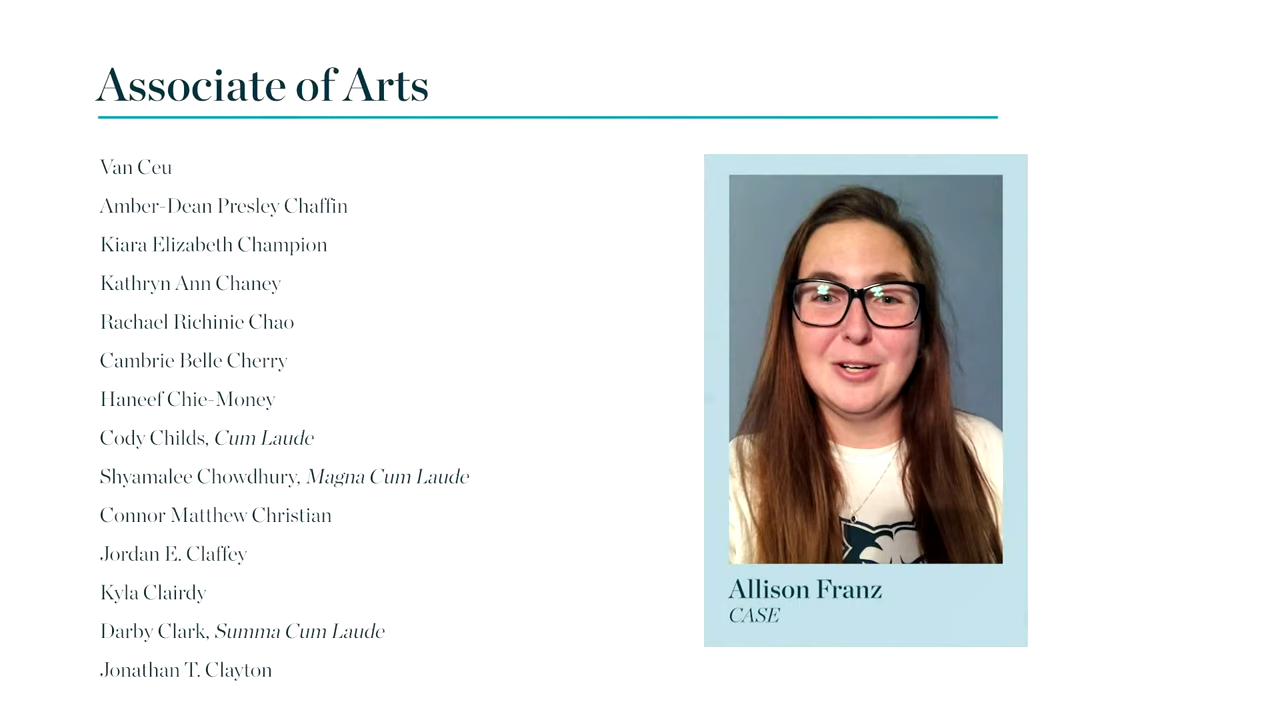 Associate of Arts
Van Ceu
Amber-Dean Presley Chaffin
Kiara Elizabeth Champion
Kathryn Ann Chaney
Rachael Richinie Chao
Cambrie Belle Cherry
Haneef Chie-Money
Cody Childs, Cum Laude
Shyamalee Chowdhury, Magna Cum Laude
Connor Matthew Christian
Jordan E. Claffey
Kyla Clairdy
Darby Clark, Summa Cum Laude
Jonathan T. Clayton
Allison Franz
CASE